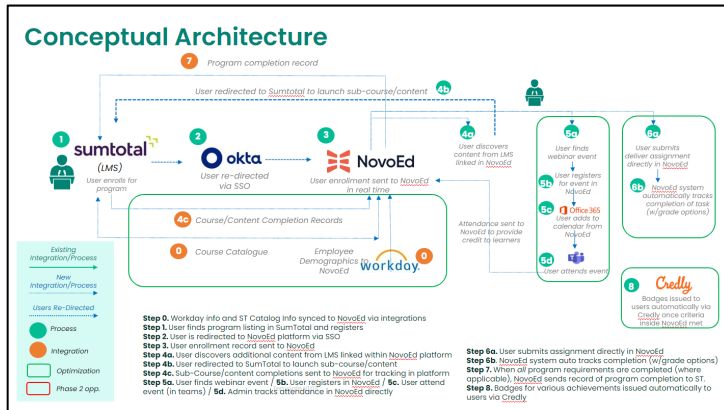 Conceptual Architecture
7
Program completion record
User redirected to Sumtotal to launch sub-course/content
4b
1
sumtotal
(LMS)
User enrolls for
program
2
okta
User re-directed
via SSO
3
NovoEd
User enrollment sent to NovoEd
in real time
4a
User discovers
content from LMS
linked in NovoEd
5a
User finds
webinar event
5b
User registers
for event in
NovoEd
5c
Office 365
User adds to
calendar from
NovoEd
5d
User attends event
6a
User submits
deliver assignment
directly in NovoEd
6b
NovoEd system
automatically tracks
completion of task
(w/grade options)
4c
Course/Content Completion Records
0
Course Catalogue
Employee
Demographics to
NovoEd
workday.
0
Attendance sent to
NovoEd to provide
credit to learners
8
Credly
Badges issued to
users automatically via
Credly once criteria
inside NovoEd met
Existing
Integration/Process
New
Integration/Process
Users Re-Directed
Process
Integration
Optimization
Phase 2 opp.
Step 0. Workday info and ST Catalog Info synced to NovoEd via integrations
Step 1. User finds program listing in SumTotal and registers
Step 2. User is redirected to NovoEd platform via SSO
Step 3. User enrollment record sent to NovoEd
Step 4a. User discovers additional content from LMS linked within NovoEd platform
Step 4b. User redirected to SumTotal to launch sub-course/content
Step 4c. Sub-Course/content completions sent to NovoEd for tracking in platform
Step 5a. User finds webinar event / 5b. User registers in NovoEd / 5c. User attend
event (in teams) / 5d. Admin tracks attendance in NovoEd directly
Step 6a. User submits assignment directly in NovoEd
Step 6b. NovoEd system auto tracks completion (w/grade options)
Step 7. When all program requirements are completed (where
applicable), NovoEd sends record of program completion to ST.
Step 8. Badges for various achievements issued automatically to
users via Credly